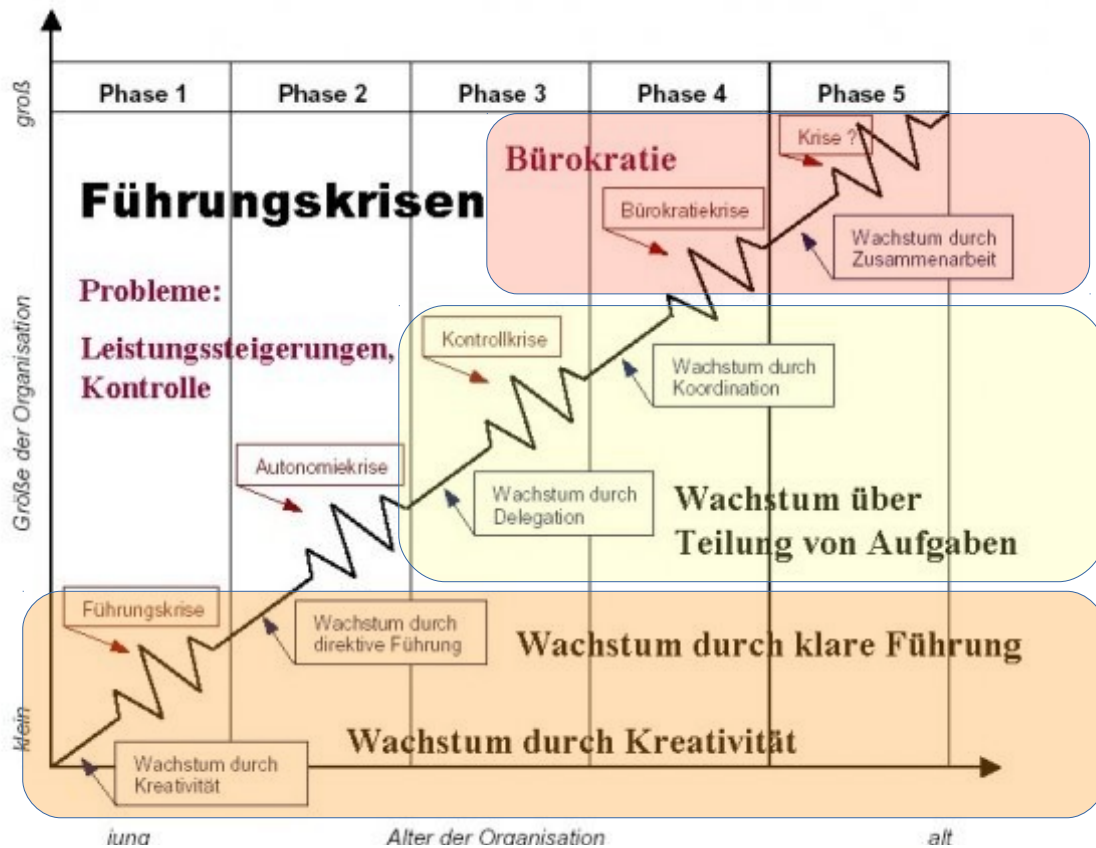 groß
Phase 1
Phase 2
Phase 3
Phase 4
Phase 5
Krise ?
Bürokratie
Führungskrisen
Bürokratiekrise
Wachstum durch
Zusammenarbeit
Probleme:
Leistungssteigerungen,
Kontrolle
Kontrollkrise
Wachstum durch
Koordination
Größe der Organisation
Autonomiekrise
Wachstum durch
Delegation
Wachstum über
Teilung von Aufgaben
Führungskrise
Wachstum durch
direktive Führung
Wachstum durch klare Führung
klein
Wachstum durch Kreativität
Wachstum durch
Kreativität
jung
Alter der Organisation
alt